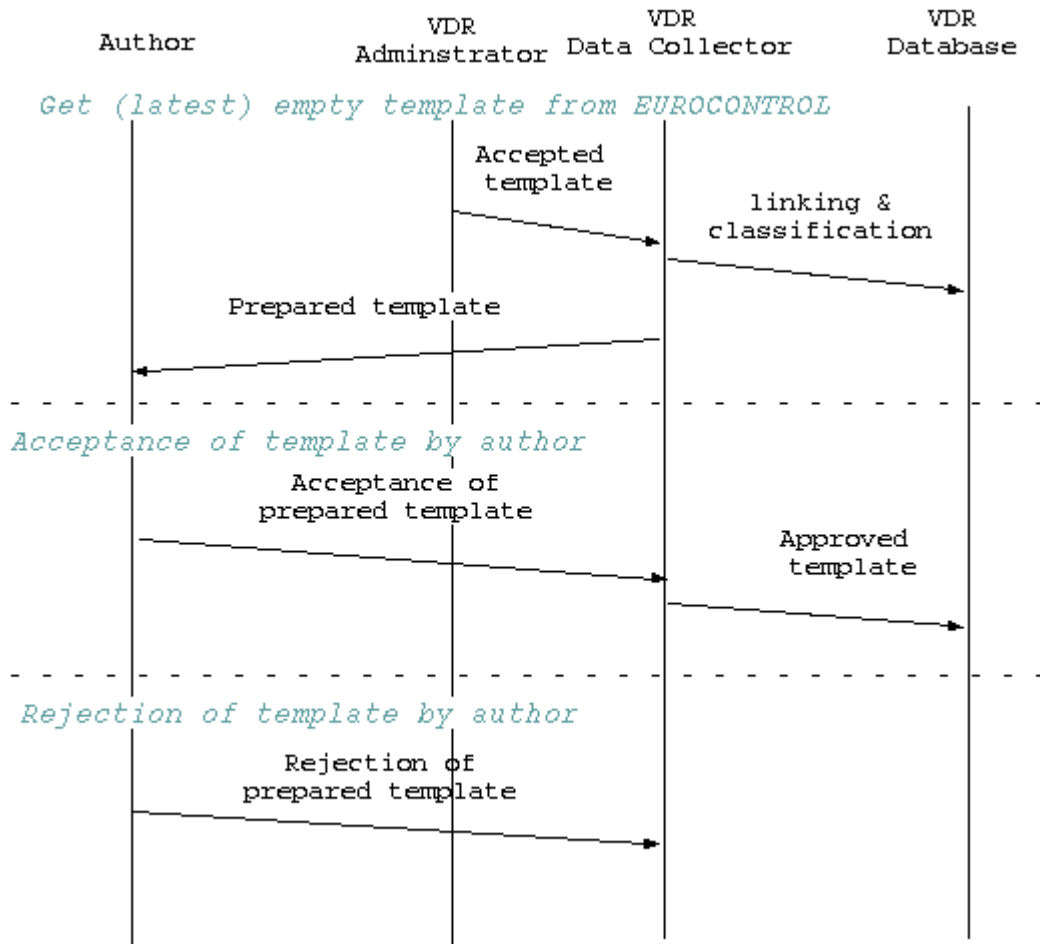 Author
VDR
Adminstrator
VDR
Data Collector
VDR
Database
Get (latest) empty template from EUROCONTROL
Accepted
template
linking &
classification
Prepared template
Acceptance of template by author
Acceptance of
prepared template
Approved
template
Rejection of template by author
Rejection of
prepared template